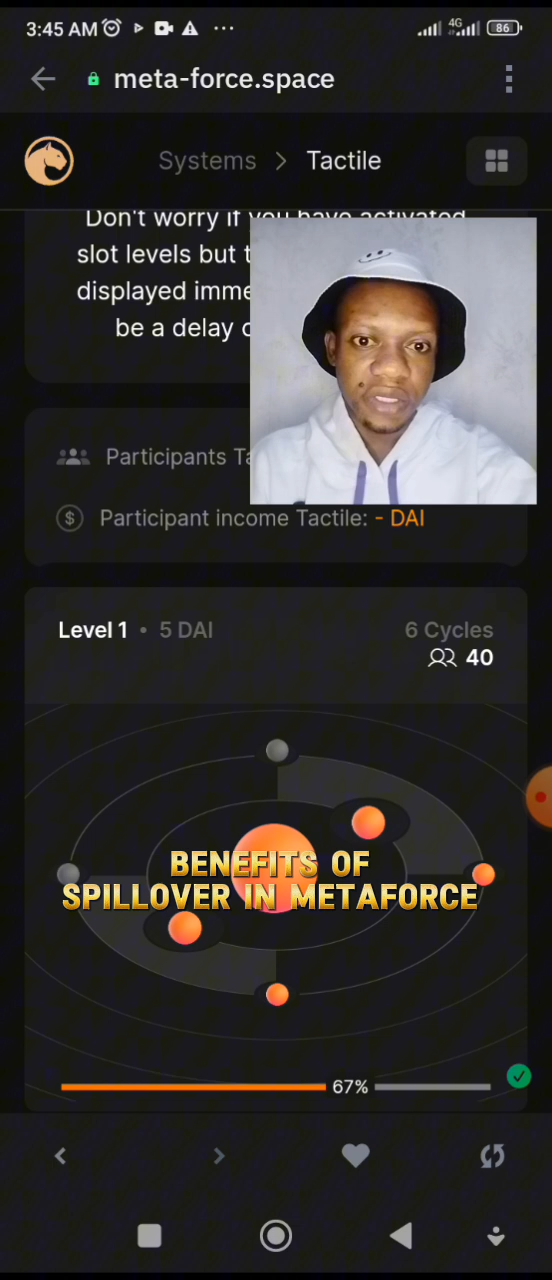 3:45 AM
4G
86
meta-force.space
Systems > Tactile
Don't worry if you have activated
slot levels but t
displayed imme
be a delay
Participants Ta
Participant income Tactile: - DAI
Level 1 • 5 DAI
6 Cycles
40
BENEFITS OF
SPILLOVER IN METAFORCE
67%